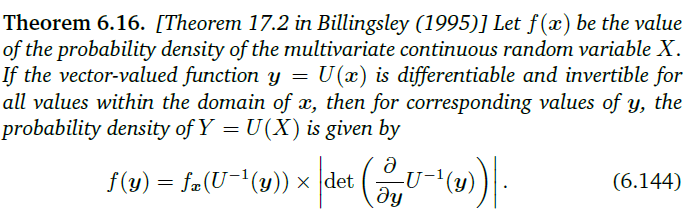 Theorem 6.16. [Theorem 17.2 in Billingsley (1995)] Let f(x) be the value
of the probability density of the multivariate continuous random variable X.
If the vector-valued function y = U(x) is differentiable and invertible for
all values within the domain of x, then for corresponding values of y, the
probability density of Y = U(X) is given by
f(y) = fₓ(U⁻¹(y)) × |det (∂/∂y U⁻¹(y))| . (6.144)